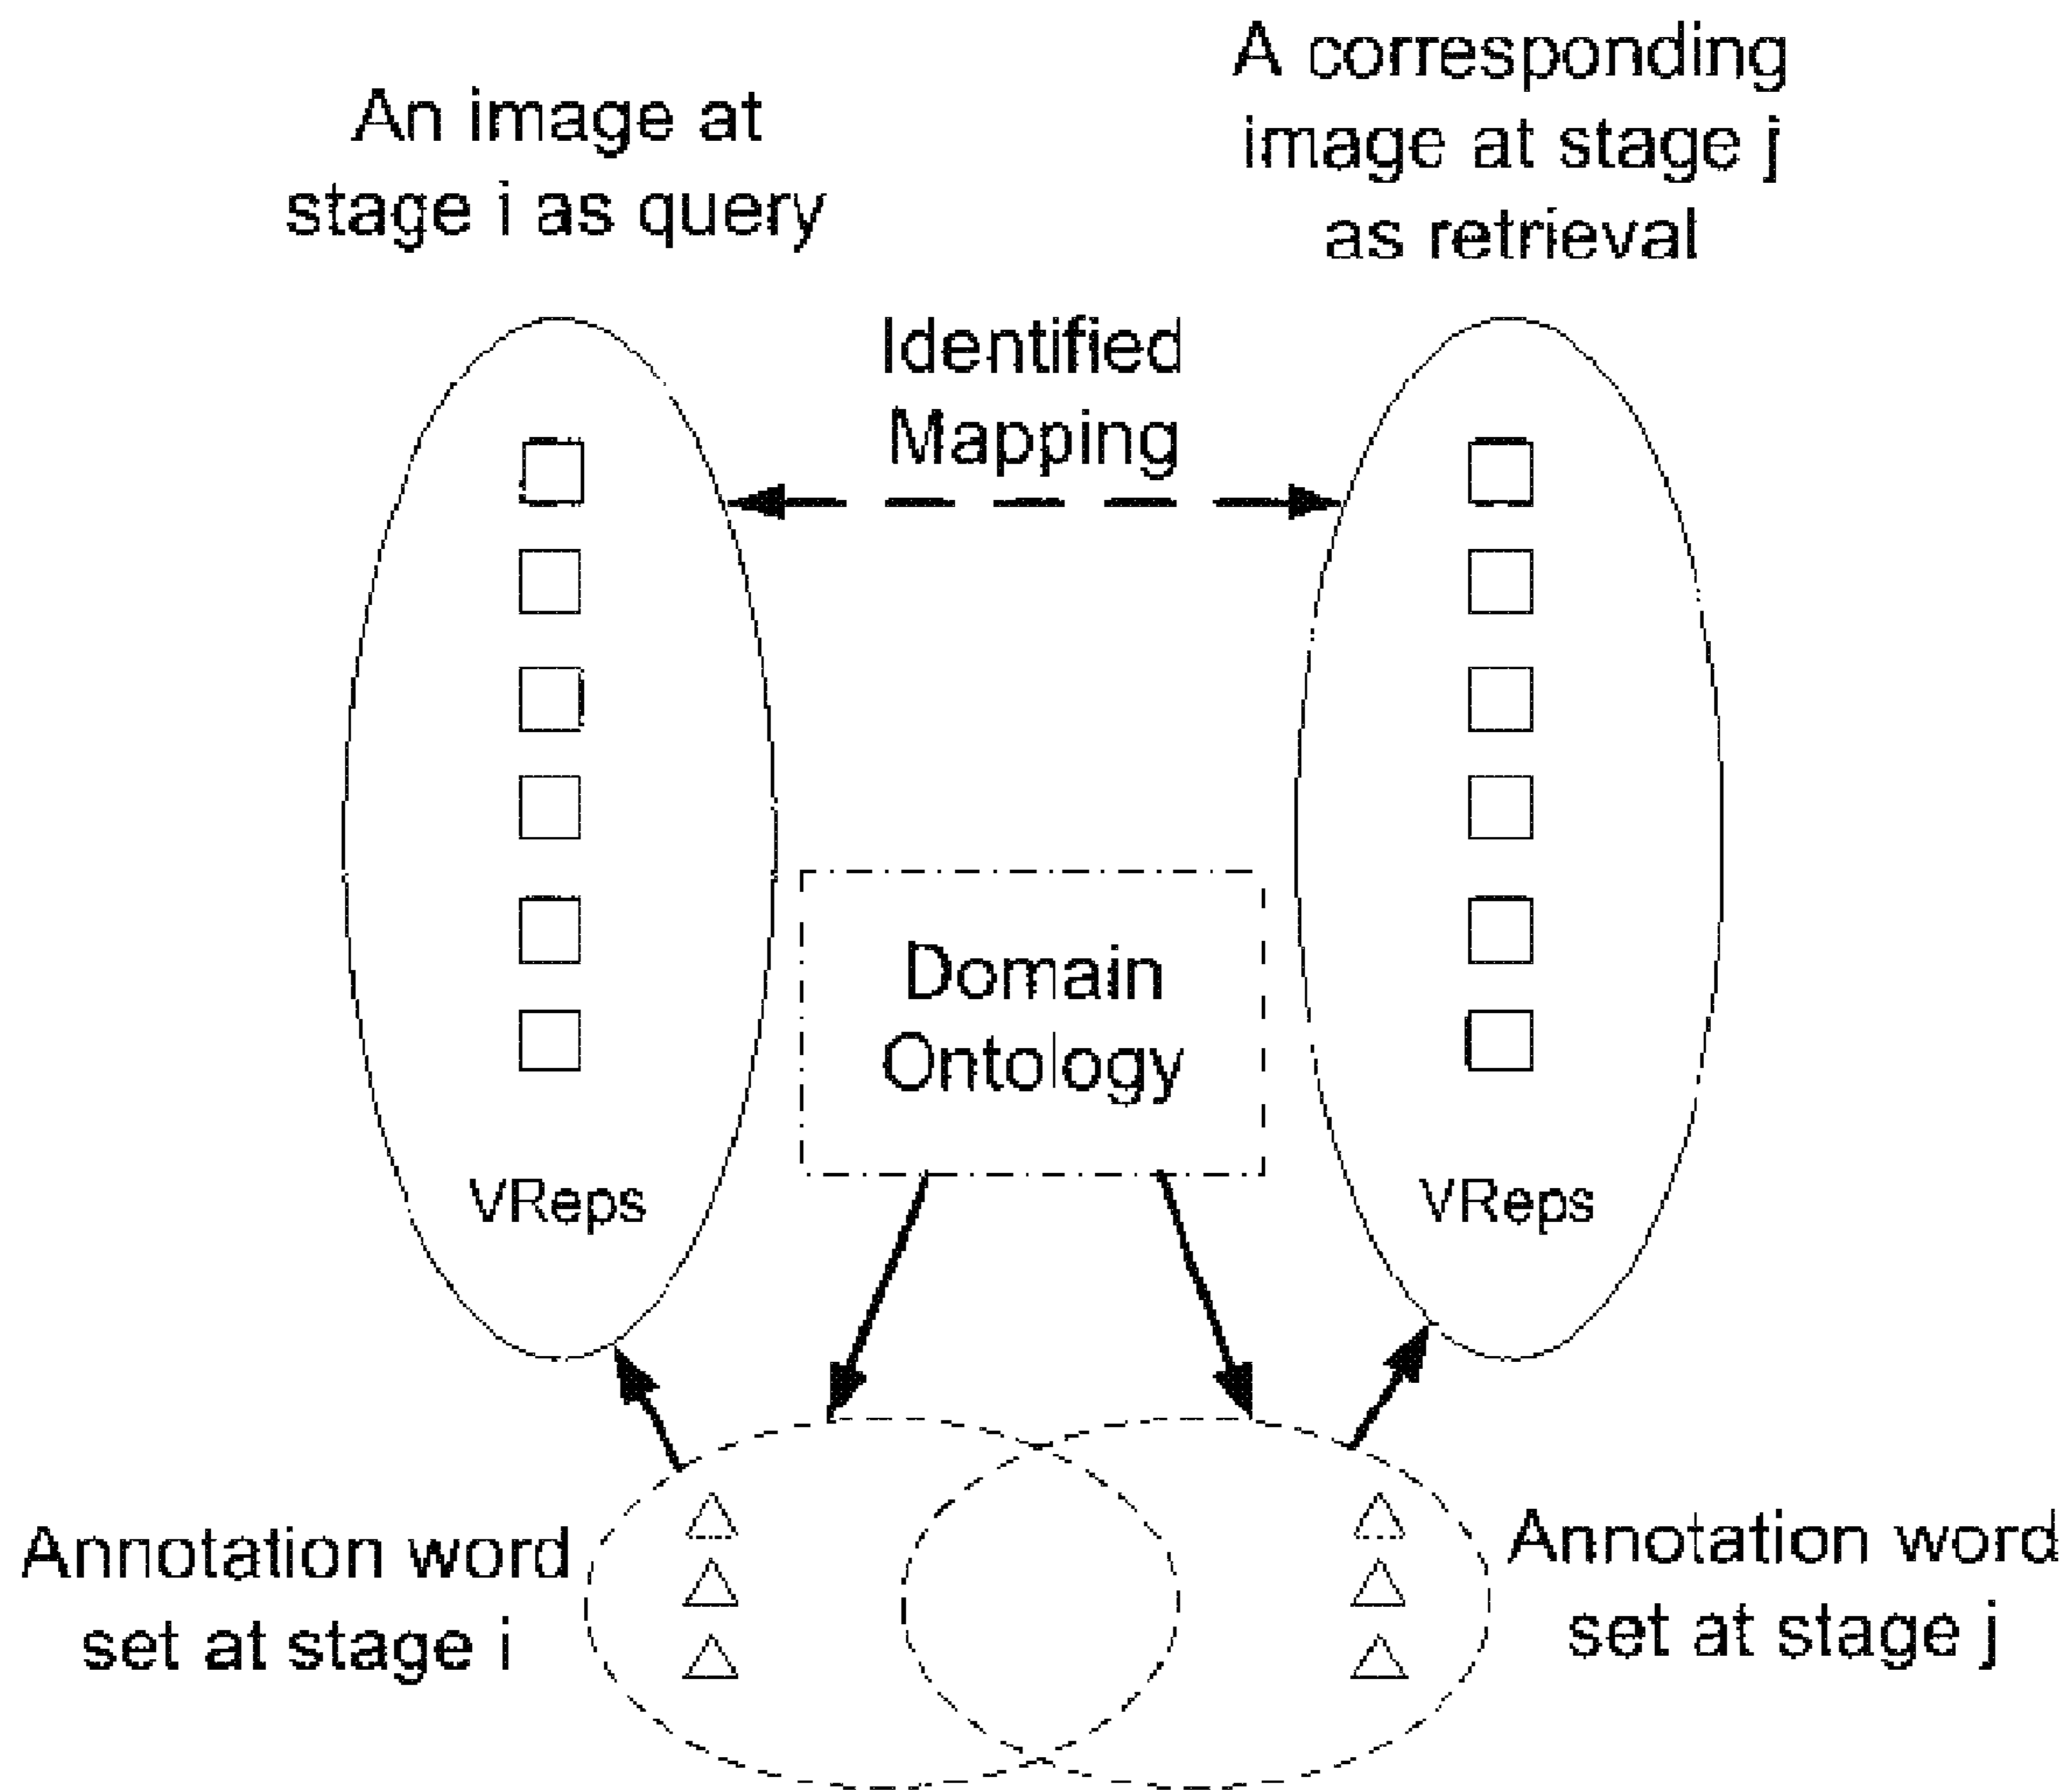 An image at
stage i as query
A corresponding
image at stage j
as retrieval
Identified
Mapping
Domain
Ontology
VReps
VReps
Annotation word
set at stage i
Annotation word
set at stage j